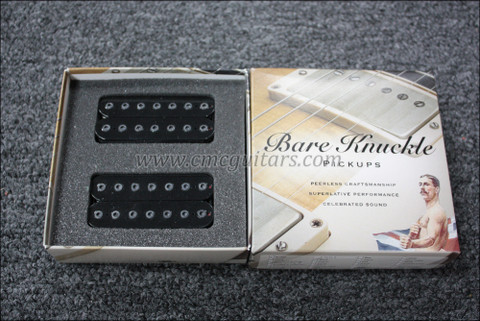 www.cmcguitars.com
Bare Knuckle
PICKUPS
PEERLESS CRAFTSMANSHIP
SUPERLATIVE PERFORMANCE
CELEBRATED SOUND